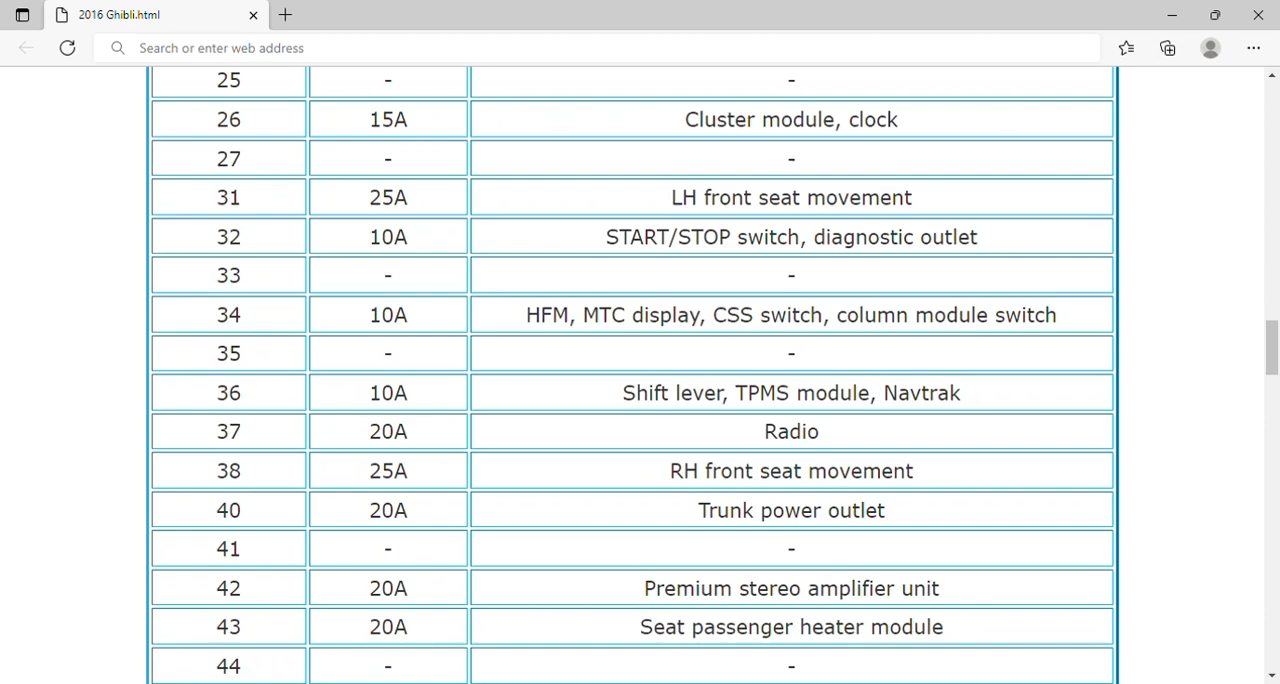 2016 Ghibli.html
Search or enter web address
25 - -
26 15A Cluster module, clock
27 - -
31 25A LH front seat movement
32 10A START/STOP switch, diagnostic outlet
33 - -
34 10A HFM, MTC display, CSS switch, column module switch
35 - -
36 10A Shift lever, TPMS module, Navtrak
37 20A Radio
38 25A RH front seat movement
40 20A Trunk power outlet
41 - -
42 20A Premium stereo amplifier unit
43 20A Seat passenger heater module
44 - -